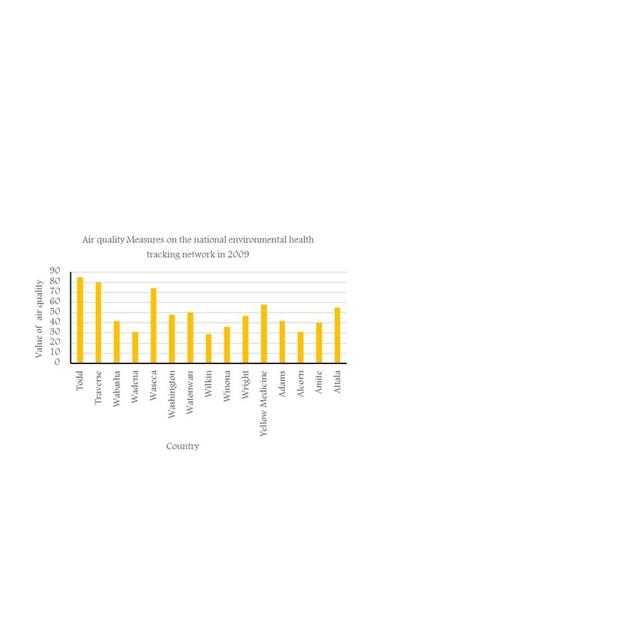 Air quality Measures on the national environmental health
tracking network in 2009
90
80
70
60
50
40
30
20
10
0
Value of air quality
Todd
Traverse
Wabasha
Wadena
Waseca
Washington
Watonwan
Wilkin
Winona
Wright
Yellow Medicine
Adams
Alcorn
Amite
Attala
Country